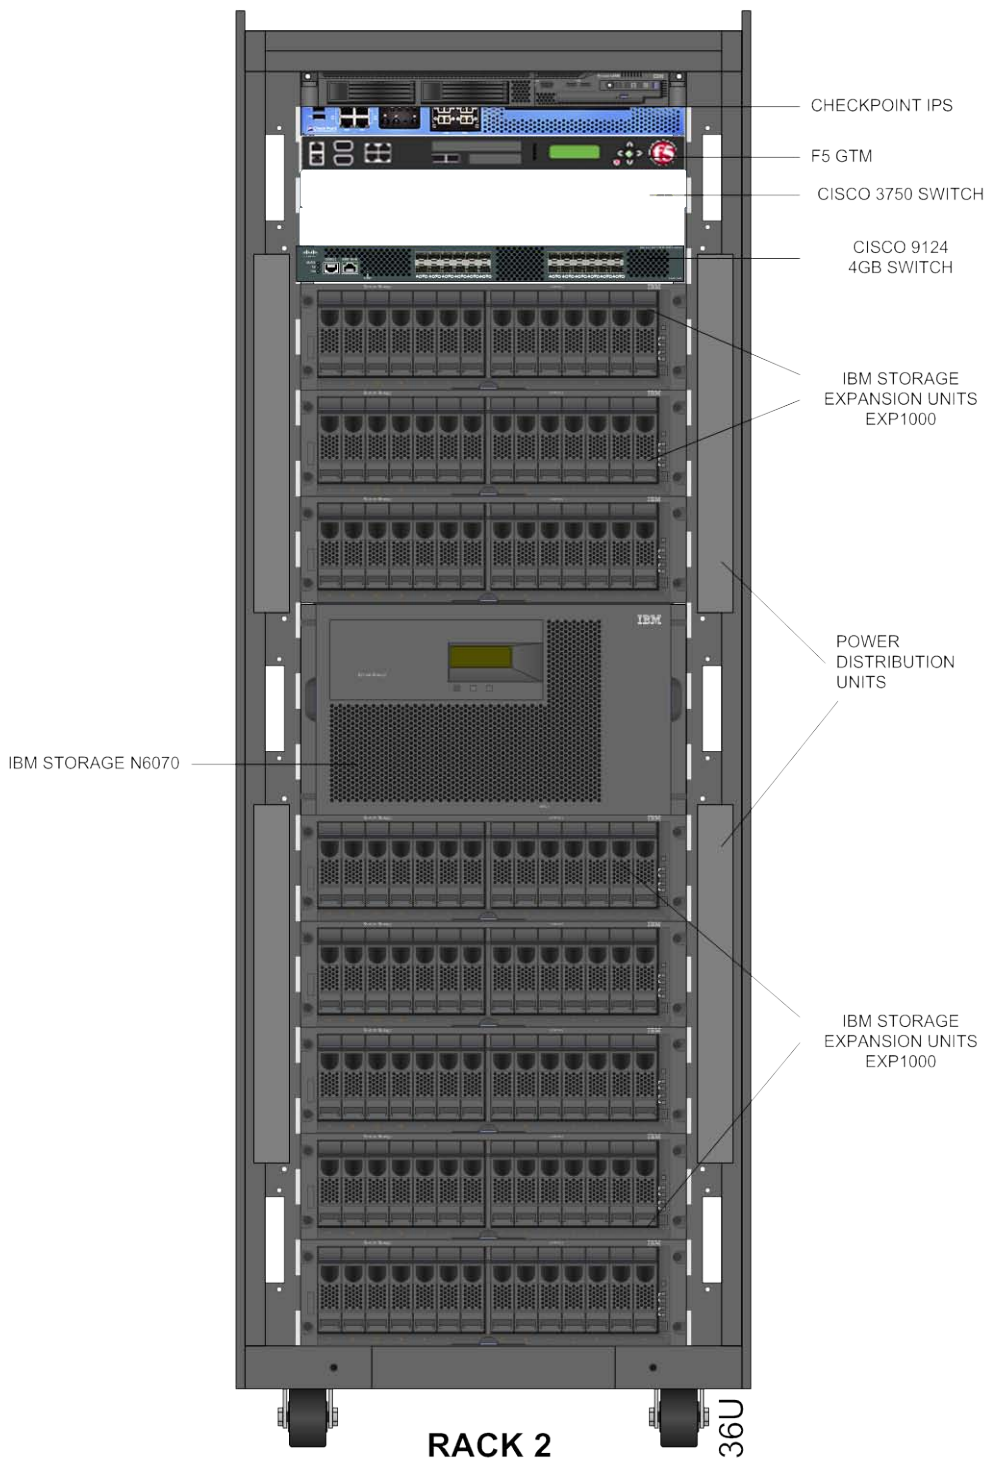 CHECKPOINT IPS
F5 GTM
CISCO 3750 SWITCH
CISCO 9124
4GB SWITCH
IBM STORAGE
EXPANSION UNITS
EXP1000
IBM
POWER
DISTRIBUTION
UNITS
IBM STORAGE N6070
IBM STORAGE
EXPANSION UNITS
EXP1000
RACK 2
36U